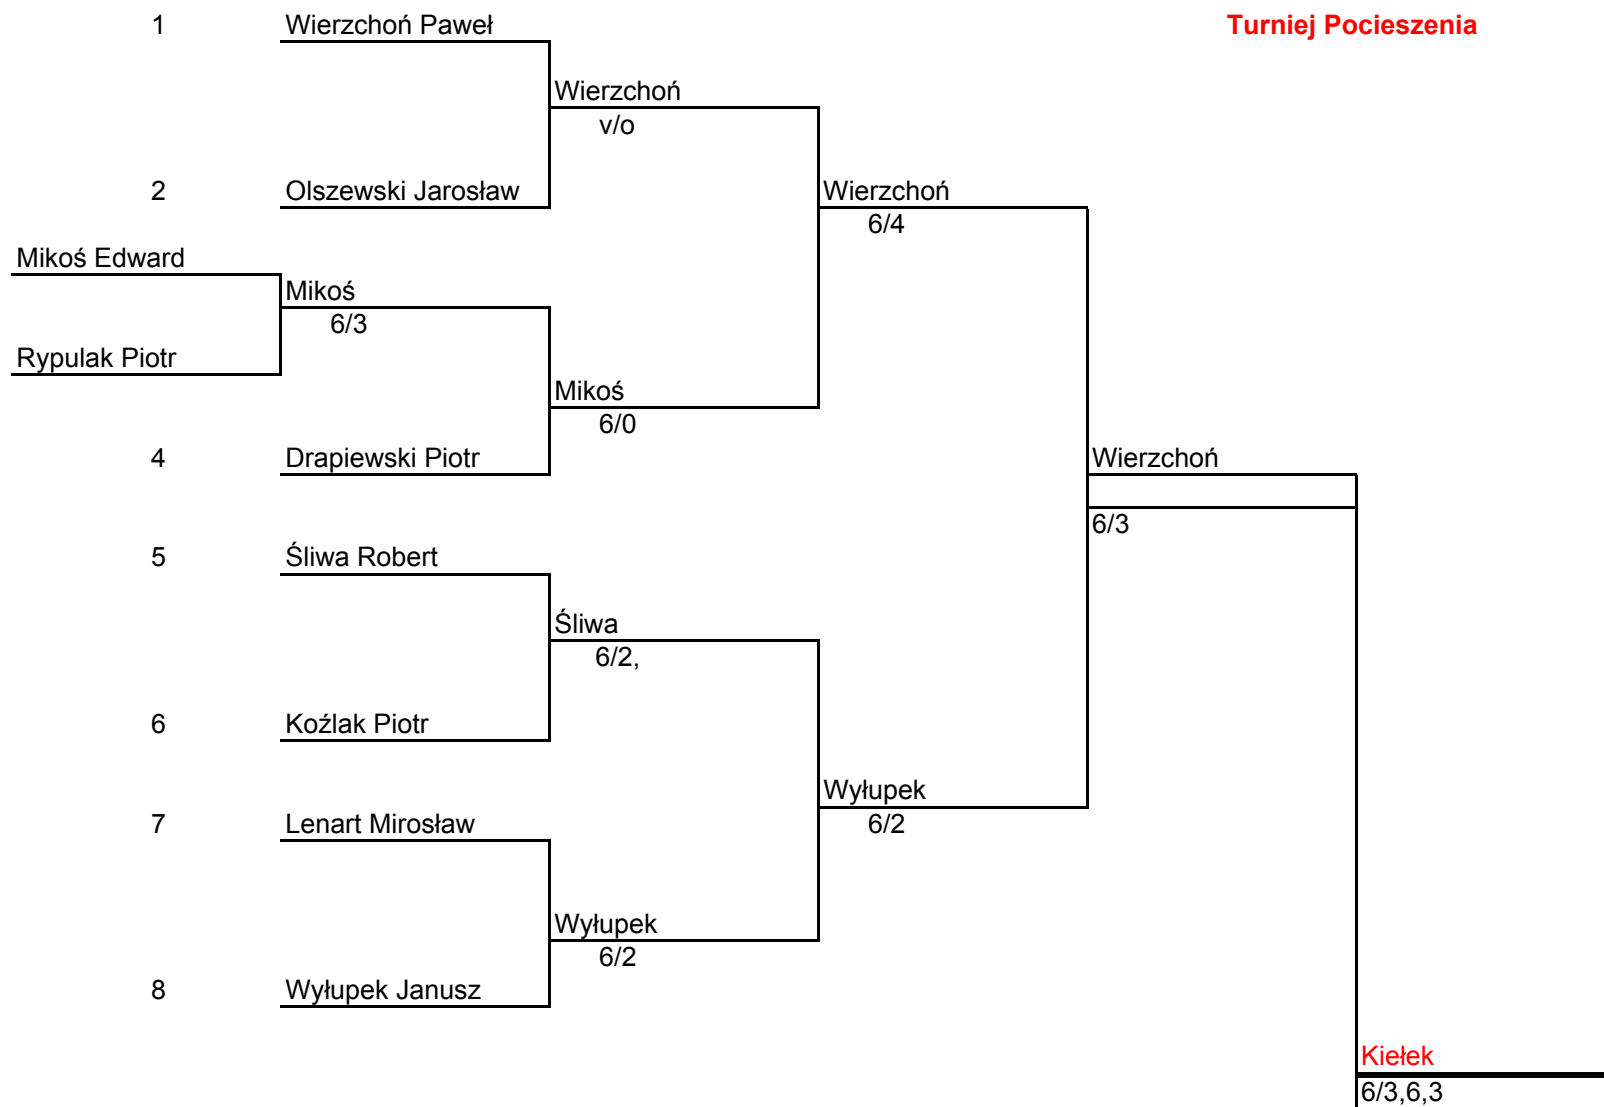 1 Wierzchoń Paweł Turniej Pocieszenia
Wierzchoń
v/o
2 Olszewski Jarosław Wierzchoń
6/4
Mikoś Edward
Mikoś
6/3
Rypulak Piotr
Mikoś
6/0
4 Drapiewski Piotr Wierzchoń
6/3
5 Śliwa Robert
Śliwa
6/2,
6 Koźlak Piotr
Wyłupek
7 Lenart Mirosław 6/2
Wyłupek
6/2
8 Wyłupek Janusz
Kiełek
6/3,6,3